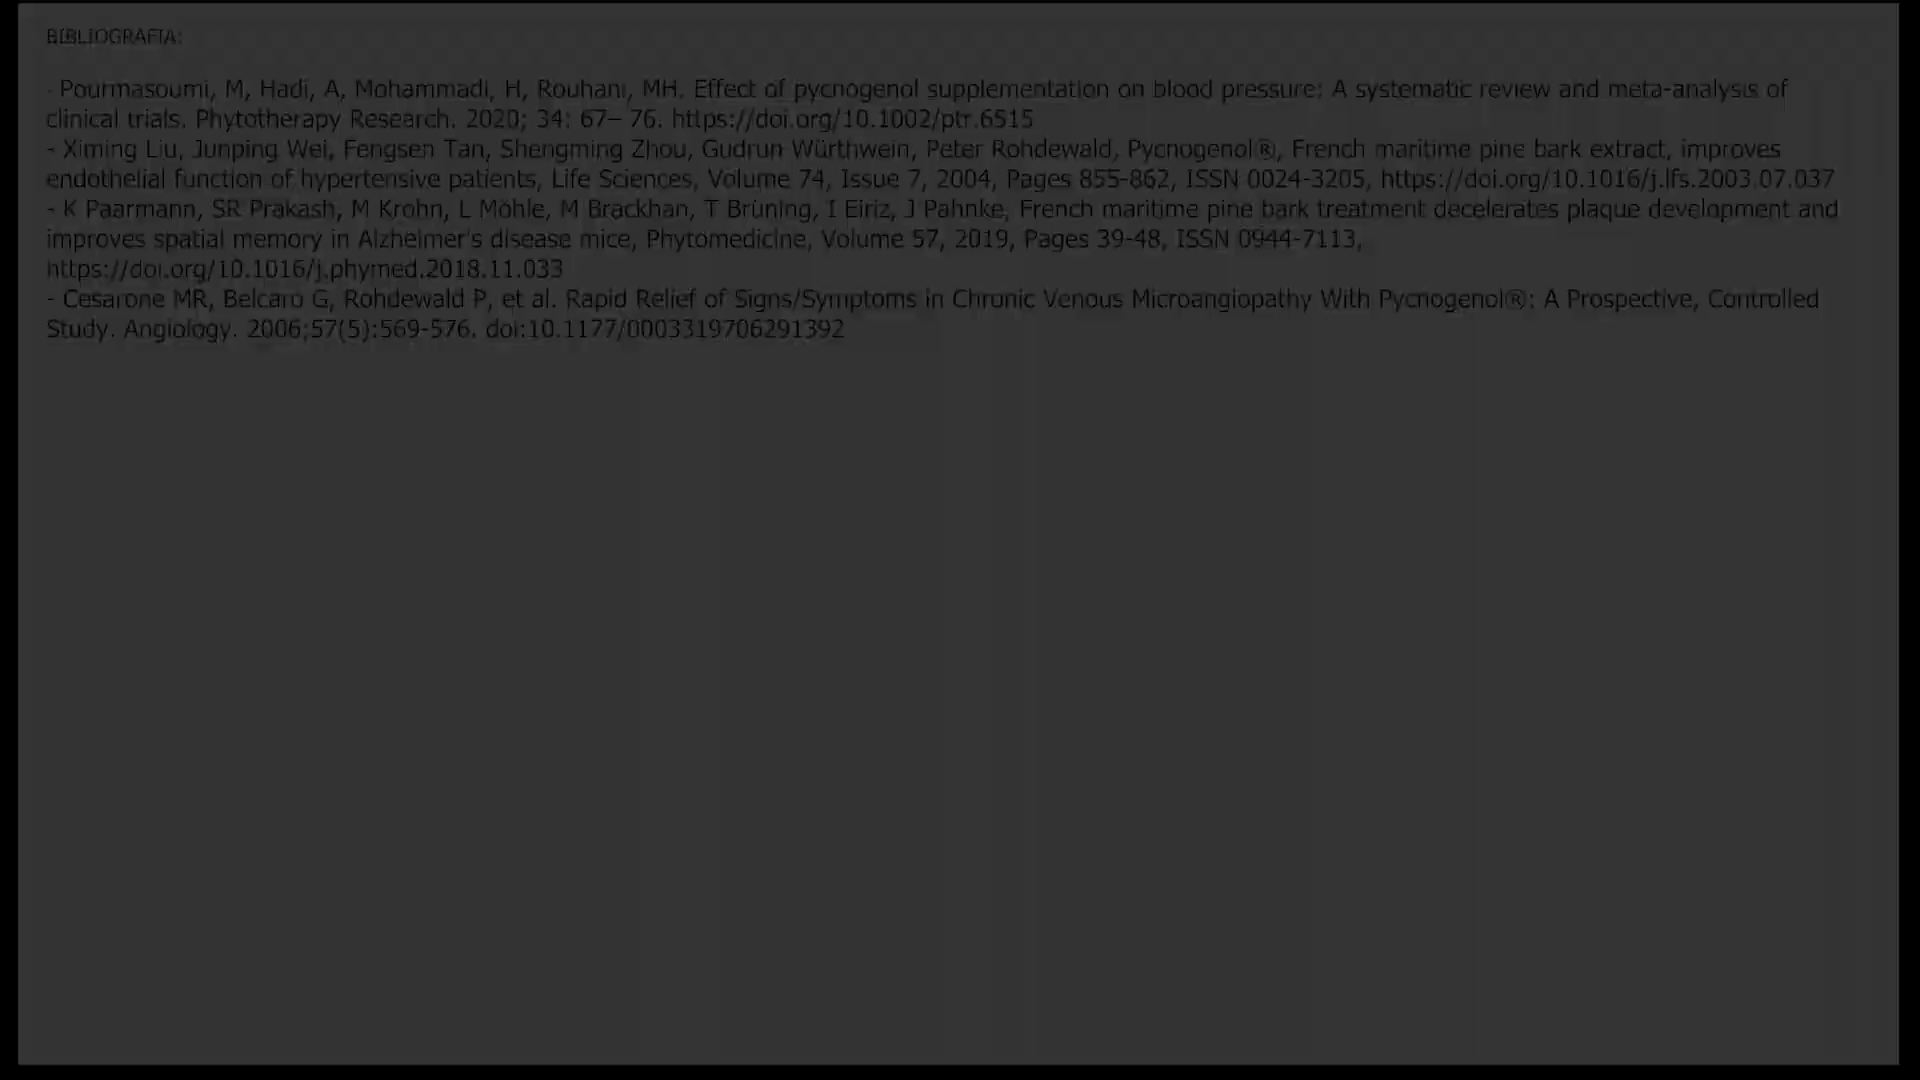 BIBLIOGRAFIA:
- Pourmasoumi, M, Hadi, A, Mohammadi, H, Rouhani, MH. Effect of pycnogenol supplementation on blood pressure: A systematic review and meta-analysis of
clinical trials. Phytotherapy Research. 2020; 34: 67– 76. https://doi.org/10.1002/ptr.6515
- Ximing Liu, Junping Wei, Fengsen Tan, Shengming Zhou, Gudrun Würthwein, Peter Rohdewald, Pycnogenol®, French maritime pine bark extract, improves
endothelial function of hypertensive patients, Life Sciences, Volume 74, Issue 7, 2004, Pages 855-862, ISSN 0024-3205, https://doi.org/10.1016/j.lfs.2003.07.037
- K Paarmann, SR Prakash, M Krohn, L Möhle, M Brackhan, T Brüning, I Eiriz, J Pahnke, French maritime pine bark treatment decelerates plaque development and
improves spatial memory in Alzheimer's disease mice, Phytomedicine, Volume 57, 2019, Pages 39-48, ISSN 0944-7113,
https://doi.org/10.1016/j.phymed.2018.11.033
- Cesarone MR, Belcaro G, Rohdewald P, et al. Rapid Relief of Signs/Symptoms in Chronic Venous Microangiopathy With Pycnogenol®: A Prospective, Controlled
Study. Angiology. 2006;57(5):569-576. doi:10.1177/0003319706291392